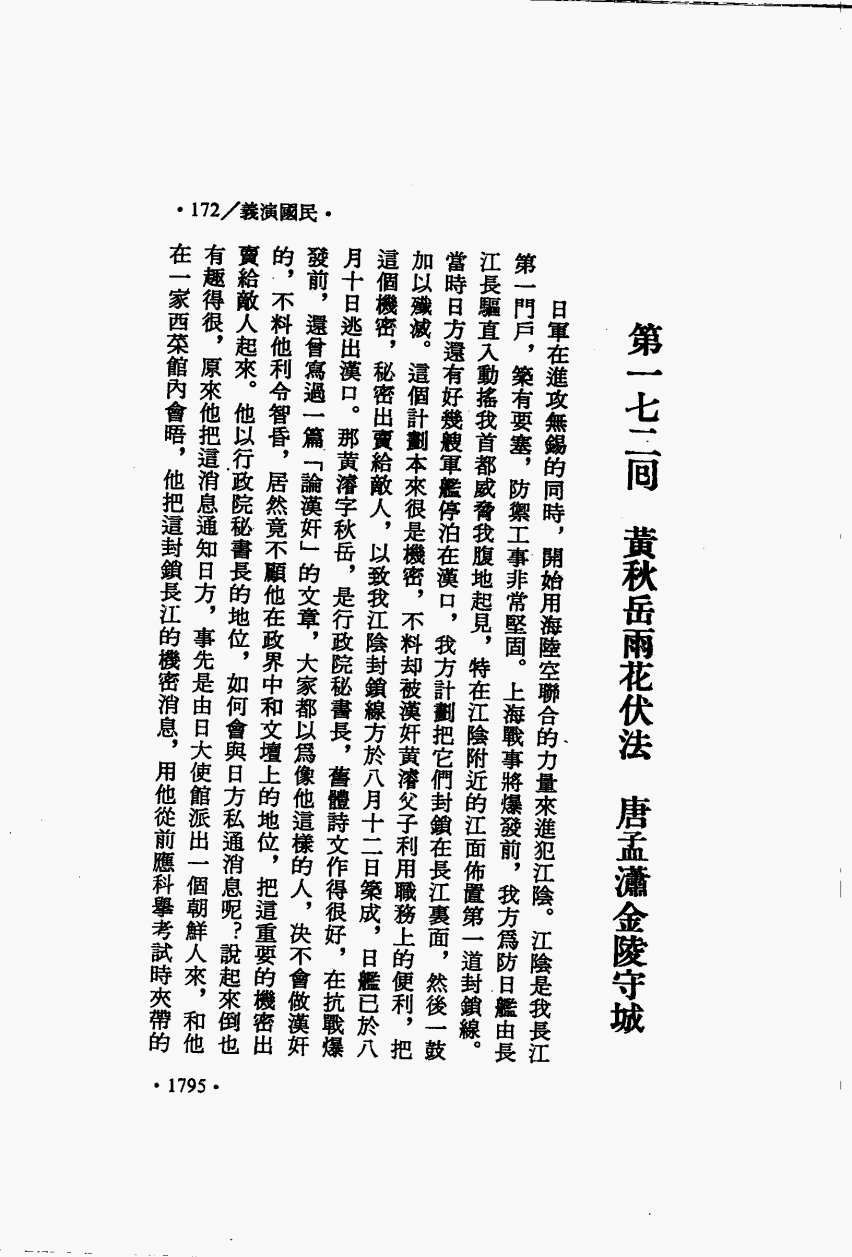 ·172／義演國民·
第一七二回　黃秋岳雨花伏法　唐孟瀟金陵守城
日軍在進攻無錫的同時，開始用海陸空聯合的力量來進犯江陰。江陰是我長江
第一門戶，築有要塞，防禦工事非常堅固。上海戰事將爆發前，我方爲防日艦由長
江長驅直入動搖我首都威脅我腹地起見，特在江陰附近的江面佈置第一道封鎖線。
當時日方還有好幾艘軍艦停泊在漢口，我方計劃把它們封鎖在長江裏面，然後一鼓
加以殲滅。這個計劃本來很是機密，不料却被漢奸黄濬父子利用職務上的便利，把
這個機密，秘密出賣給敵人，以致我江陰封鎖線方於八月十二日築成，日艦已於八
月十日逃出漢口。那黄濬字秋岳，是行政院秘書長，舊體詩文作得很好，在抗戰爆
發前，還曾寫過一篇「論漢奸」的文章，大家都以爲像他這樣的人，决不會做漢奸
的，不料他利令智昏，居然竟不顧他在政界中和文壇上的地位，把這重要的機密出
賣給敵人起來。他以行政院秘書長的地位，如何會與日方私通消息呢？說起來倒也
有趣得很，原來他把這消息通知日方，事先是由日大使館派出一個朝鮮人來，和他
在一家西菜館內會晤，他把這封鎖長江的機密消息，用他從前應科舉考試時夾帶的
·1795·